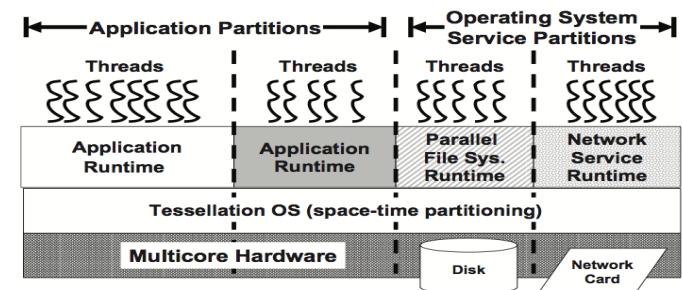 Application Partitions
Operating System
Service Partitions
Threads
Threads
Threads
Threads
Application
Runtime
Application
Runtime
Parallel
File Sys.
Runtime
Network
Service
Runtime
Tessellation OS (space-time partitioning)
Multicore Hardware
Disk
Network
Card